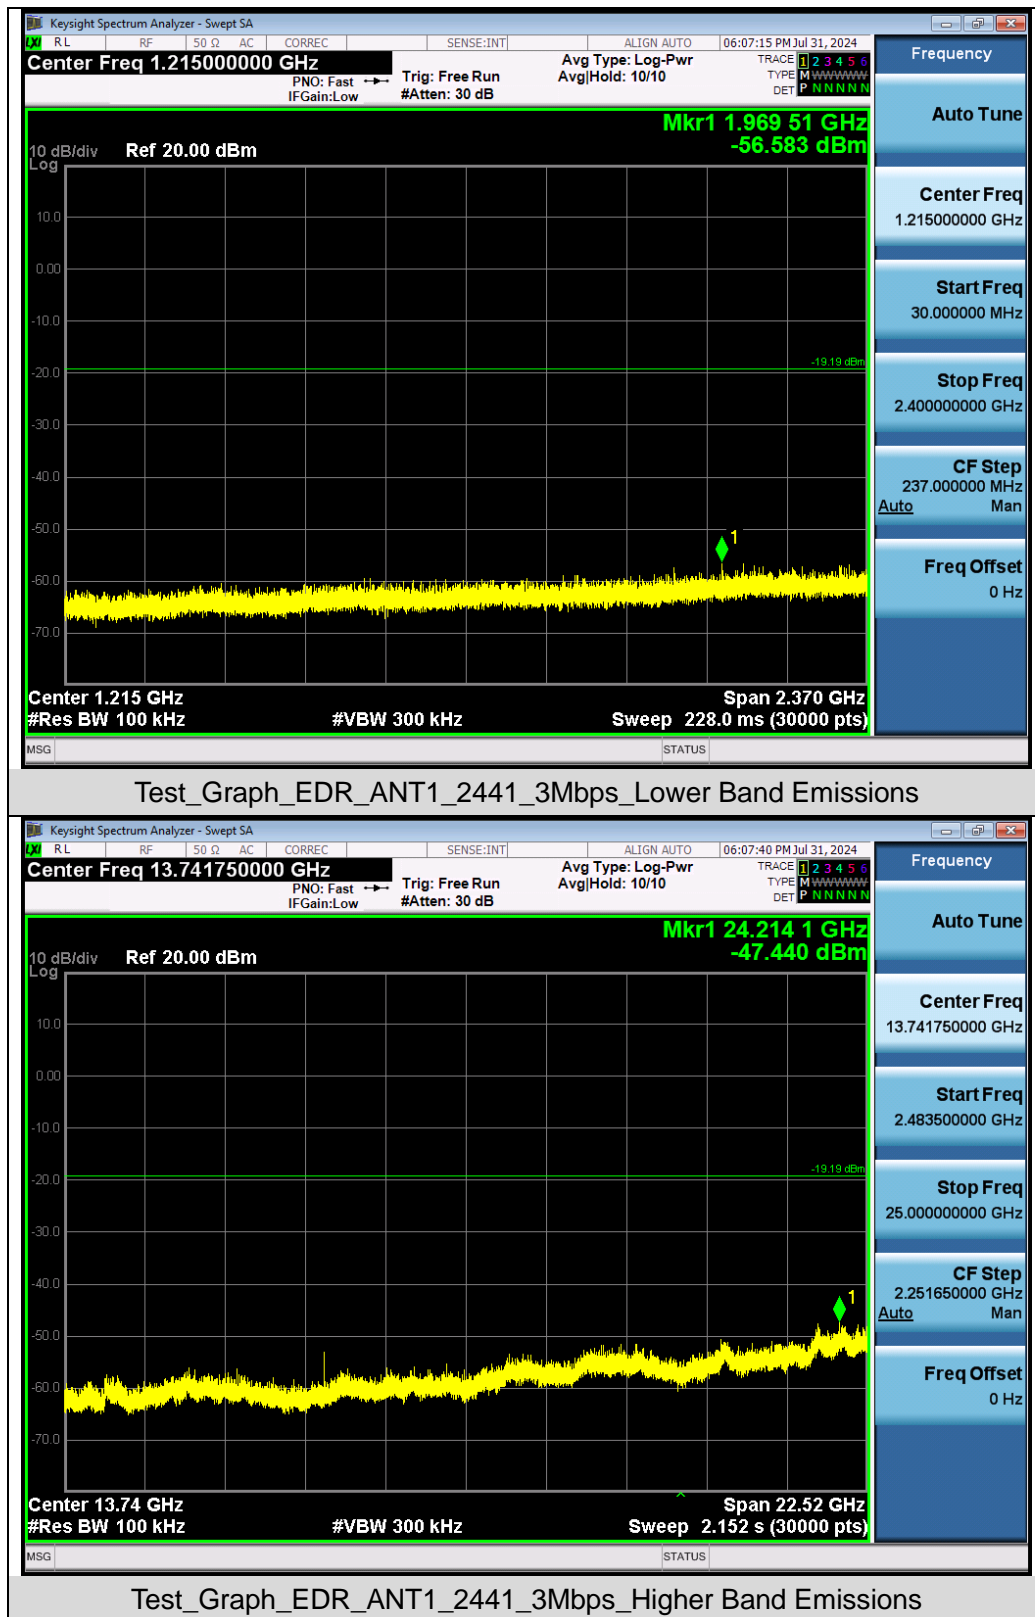 Keysight Spectrum Analyzer - Swept SA
LXI RL RF 50 Ω AC CORREC SENSE:INT ALIGN AUTO 06:07:15 PM Jul 31, 2024
Center Freq 1.215000000 GHz
PNO: Fast
IFGain:Low
Trig: Free Run
#Atten: 30 dB
Avg Type: Log-Pwr
Avg|Hold: 10/10
TRACE 1 2 3 4 5 6
TYPE M WWWWW
DET P N N N N N
Mkr1 1.969 51 GHz
-56.583 dBm
10 dB/div Ref 20.00 dBm
Log
10.0
0.00
-10.0
-19.19 dBm
-20.0
-30.0
-40.0
-50.0
1
-60.0
-70.0
Center 1.215 GHz Span 2.370 GHz
#Res BW 100 kHz #VBW 300 kHz Sweep 228.0 ms (30000 pts)
MSG STATUS
Frequency
Auto Tune
Center Freq
1.215000000 GHz
Start Freq
30.000000 MHz
Stop Freq
2.400000000 GHz
CF Step
237.000000 MHz
Auto Man
Freq Offset
0 Hz
Test_Graph_EDR_ANT1_2441_3Mbps_Lower Band Emissions
Keysight Spectrum Analyzer - Swept SA
LXI RL RF 50 Ω AC CORREC SENSE:INT ALIGN AUTO 06:07:40 PM Jul 31, 2024
Center Freq 13.741750000 GHz
PNO: Fast
IFGain:Low
Trig: Free Run
#Atten: 30 dB
Avg Type: Log-Pwr
Avg|Hold: 10/10
TRACE 1 2 3 4 5 6
TYPE M WWWWW
DET P N N N N N
Mkr1 24.214 1 GHz
-47.440 dBm
10 dB/div Ref 20.00 dBm
Log
10.0
0.00
-10.0
-19.19 dBm
-20.0
-30.0
-40.0
1
-50.0
-60.0
-70.0
Center 13.74 GHz Span 22.52 GHz
#Res BW 100 kHz #VBW 300 kHz Sweep 2.152 s (30000 pts)
MSG STATUS
Frequency
Auto Tune
Center Freq
13.741750000 GHz
Start Freq
2.483500000 GHz
Stop Freq
25.000000000 GHz
CF Step
2.251650000 GHz
Auto Man
Freq Offset
0 Hz
Test_Graph_EDR_ANT1_2441_3Mbps_Higher Band Emissions